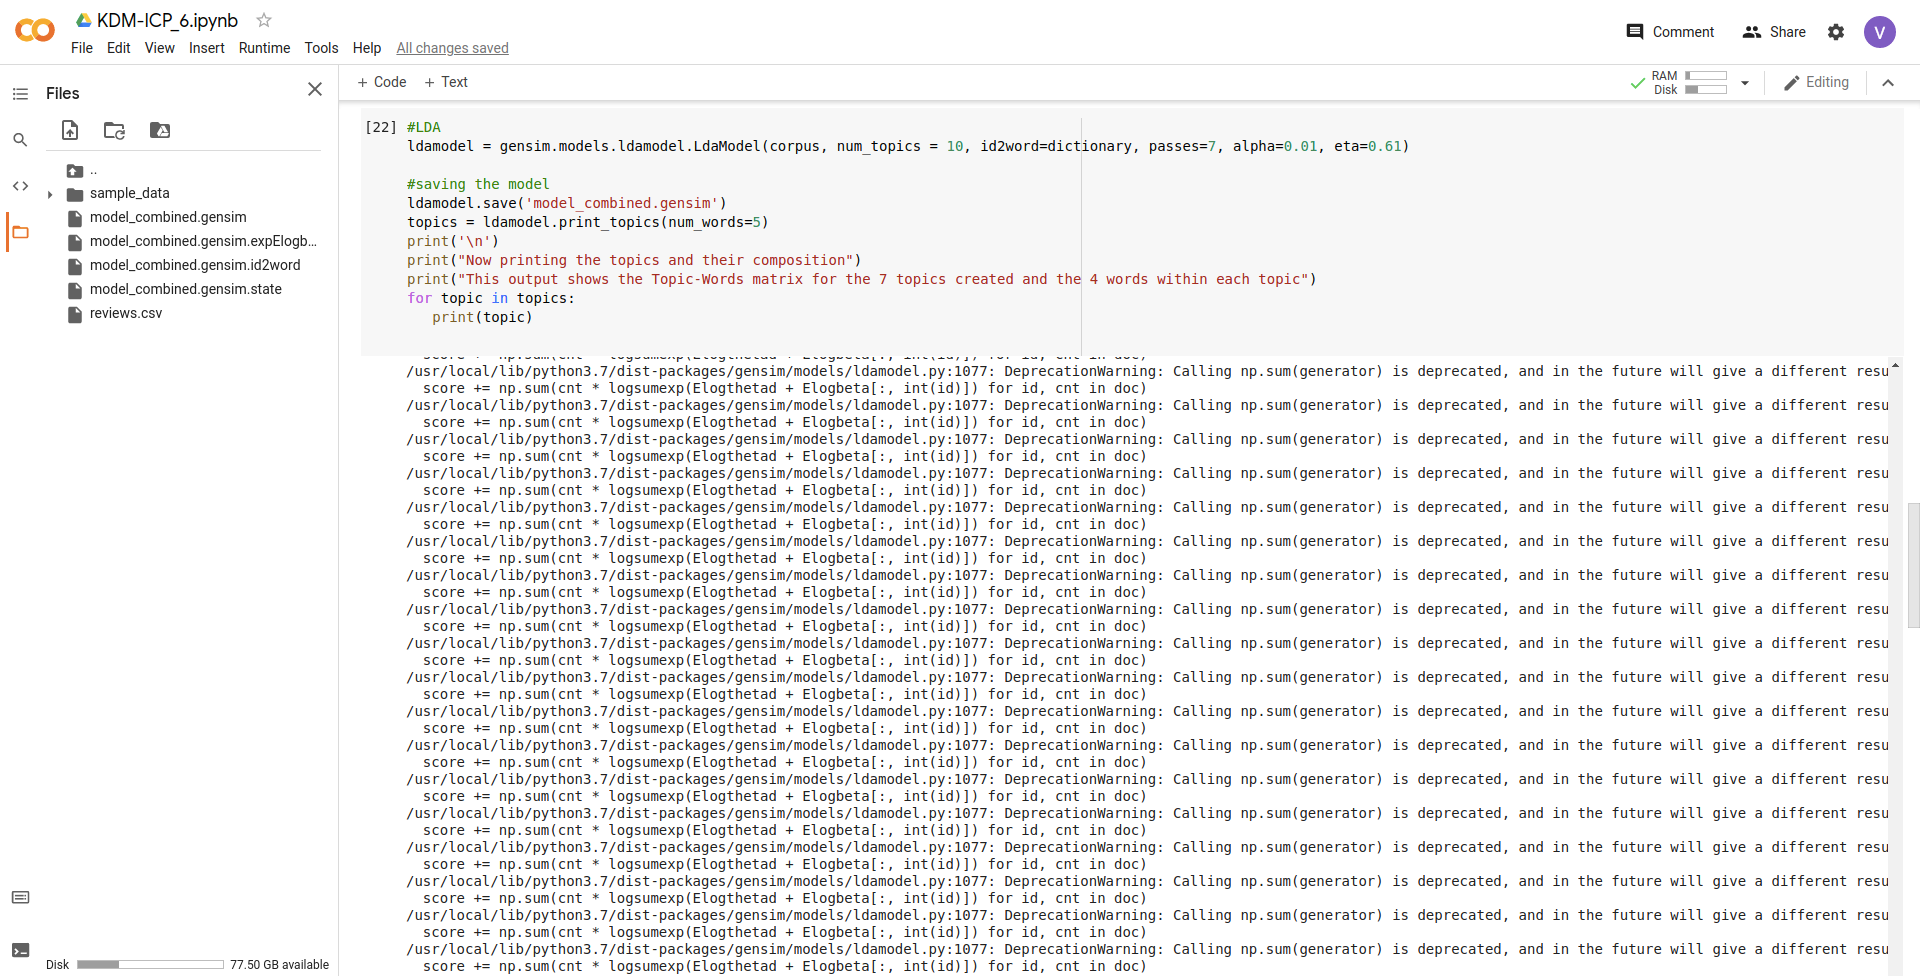 KDM-ICP_6.ipynb
File Edit View Insert Runtime Tools Help All changes saved
Comment Share V
Files
+ Code + Text
RAM
Disk
Editing
..
sample_data
model_combined.gensim
model_combined.gensim.expElogb...
model_combined.gensim.id2word
model_combined.gensim.state
reviews.csv
Disk 77.50 GB available
[22] #LDA
ldamodel = gensim.models.ldamodel.LdaModel(corpus, num_topics = 10, id2word=dictionary, passes=7, alpha=0.01, eta=0.61)
#saving the model
ldamodel.save('model_combined.gensim')
topics = ldamodel.print_topics(num_words=5)
print('\n')
print("Now printing the topics and their composition")
print("This output shows the Topic-Words matrix for the 7 topics created and the 4 words within each topic")
for topic in topics:
print(topic)
score += np.sum(cnt * logsumexp(Elogthetad + Elogbeta[:, int(id)]) for id, cnt in doc)
/usr/local/lib/python3.7/dist-packages/gensim/models/ldamodel.py:1077: DeprecationWarning: Calling np.sum(generator) is deprecated, and in the future will give a different resu
score += np.sum(cnt * logsumexp(Elogthetad + Elogbeta[:, int(id)]) for id, cnt in doc)
/usr/local/lib/python3.7/dist-packages/gensim/models/ldamodel.py:1077: DeprecationWarning: Calling np.sum(generator) is deprecated, and in the future will give a different resu
score += np.sum(cnt * logsumexp(Elogthetad + Elogbeta[:, int(id)]) for id, cnt in doc)
/usr/local/lib/python3.7/dist-packages/gensim/models/ldamodel.py:1077: DeprecationWarning: Calling np.sum(generator) is deprecated, and in the future will give a different resu
score += np.sum(cnt * logsumexp(Elogthetad + Elogbeta[:, int(id)]) for id, cnt in doc)
/usr/local/lib/python3.7/dist-packages/gensim/models/ldamodel.py:1077: DeprecationWarning: Calling np.sum(generator) is deprecated, and in the future will give a different resu
score += np.sum(cnt * logsumexp(Elogthetad + Elogbeta[:, int(id)]) for id, cnt in doc)
/usr/local/lib/python3.7/dist-packages/gensim/models/ldamodel.py:1077: DeprecationWarning: Calling np.sum(generator) is deprecated, and in the future will give a different resu
score += np.sum(cnt * logsumexp(Elogthetad + Elogbeta[:, int(id)]) for id, cnt in doc)
/usr/local/lib/python3.7/dist-packages/gensim/models/ldamodel.py:1077: DeprecationWarning: Calling np.sum(generator) is deprecated, and in the future will give a different resu
score += np.sum(cnt * logsumexp(Elogthetad + Elogbeta[:, int(id)]) for id, cnt in doc)
/usr/local/lib/python3.7/dist-packages/gensim/models/ldamodel.py:1077: DeprecationWarning: Calling np.sum(generator) is deprecated, and in the future will give a different resu
score += np.sum(cnt * logsumexp(Elogthetad + Elogbeta[:, int(id)]) for id, cnt in doc)
/usr/local/lib/python3.7/dist-packages/gensim/models/ldamodel.py:1077: DeprecationWarning: Calling np.sum(generator) is deprecated, and in the future will give a different resu
score += np.sum(cnt * logsumexp(Elogthetad + Elogbeta[:, int(id)]) for id, cnt in doc)
/usr/local/lib/python3.7/dist-packages/gensim/models/ldamodel.py:1077: DeprecationWarning: Calling np.sum(generator) is deprecated, and in the future will give a different resu
score += np.sum(cnt * logsumexp(Elogthetad + Elogbeta[:, int(id)]) for id, cnt in doc)
/usr/local/lib/python3.7/dist-packages/gensim/models/ldamodel.py:1077: DeprecationWarning: Calling np.sum(generator) is deprecated, and in the future will give a different resu
score += np.sum(cnt * logsumexp(Elogthetad + Elogbeta[:, int(id)]) for id, cnt in doc)
/usr/local/lib/python3.7/dist-packages/gensim/models/ldamodel.py:1077: DeprecationWarning: Calling np.sum(generator) is deprecated, and in the future will give a different resu
score += np.sum(cnt * logsumexp(Elogthetad + Elogbeta[:, int(id)]) for id, cnt in doc)
/usr/local/lib/python3.7/dist-packages/gensim/models/ldamodel.py:1077: DeprecationWarning: Calling np.sum(generator) is deprecated, and in the future will give a different resu
score += np.sum(cnt * logsumexp(Elogthetad + Elogbeta[:, int(id)]) for id, cnt in doc)
/usr/local/lib/python3.7/dist-packages/gensim/models/ldamodel.py:1077: DeprecationWarning: Calling np.sum(generator) is deprecated, and in the future will give a different resu
score += np.sum(cnt * logsumexp(Elogthetad + Elogbeta[:, int(id)]) for id, cnt in doc)
/usr/local/lib/python3.7/dist-packages/gensim/models/ldamodel.py:1077: DeprecationWarning: Calling np.sum(generator) is deprecated, and in the future will give a different resu
score += np.sum(cnt * logsumexp(Elogthetad + Elogbeta[:, int(id)]) for id, cnt in doc)
/usr/local/lib/python3.7/dist-packages/gensim/models/ldamodel.py:1077: DeprecationWarning: Calling np.sum(generator) is deprecated, and in the future will give a different resu
score += np.sum(cnt * logsumexp(Elogthetad + Elogbeta[:, int(id)]) for id, cnt in doc)
/usr/local/lib/python3.7/dist-packages/gensim/models/ldamodel.py:1077: DeprecationWarning: Calling np.sum(generator) is deprecated, and in the future will give a different resu
score += np.sum(cnt * logsumexp(Elogthetad + Elogbeta[:, int(id)]) for id, cnt in doc)
/usr/local/lib/python3.7/dist-packages/gensim/models/ldamodel.py:1077: DeprecationWarning: Calling np.sum(generator) is deprecated, and in the future will give a different resu
score += np.sum(cnt * logsumexp(Elogthetad + Elogbeta[:, int(id)]) for id, cnt in doc)
/usr/local/lib/python3.7/dist-packages/gensim/models/ldamodel.py:1077: DeprecationWarning: Calling np.sum(generator) is deprecated, and in the future will give a different resu
score += np.sum(cnt * logsumexp(Elogthetad + Elogbeta[:, int(id)]) for id, cnt in doc)